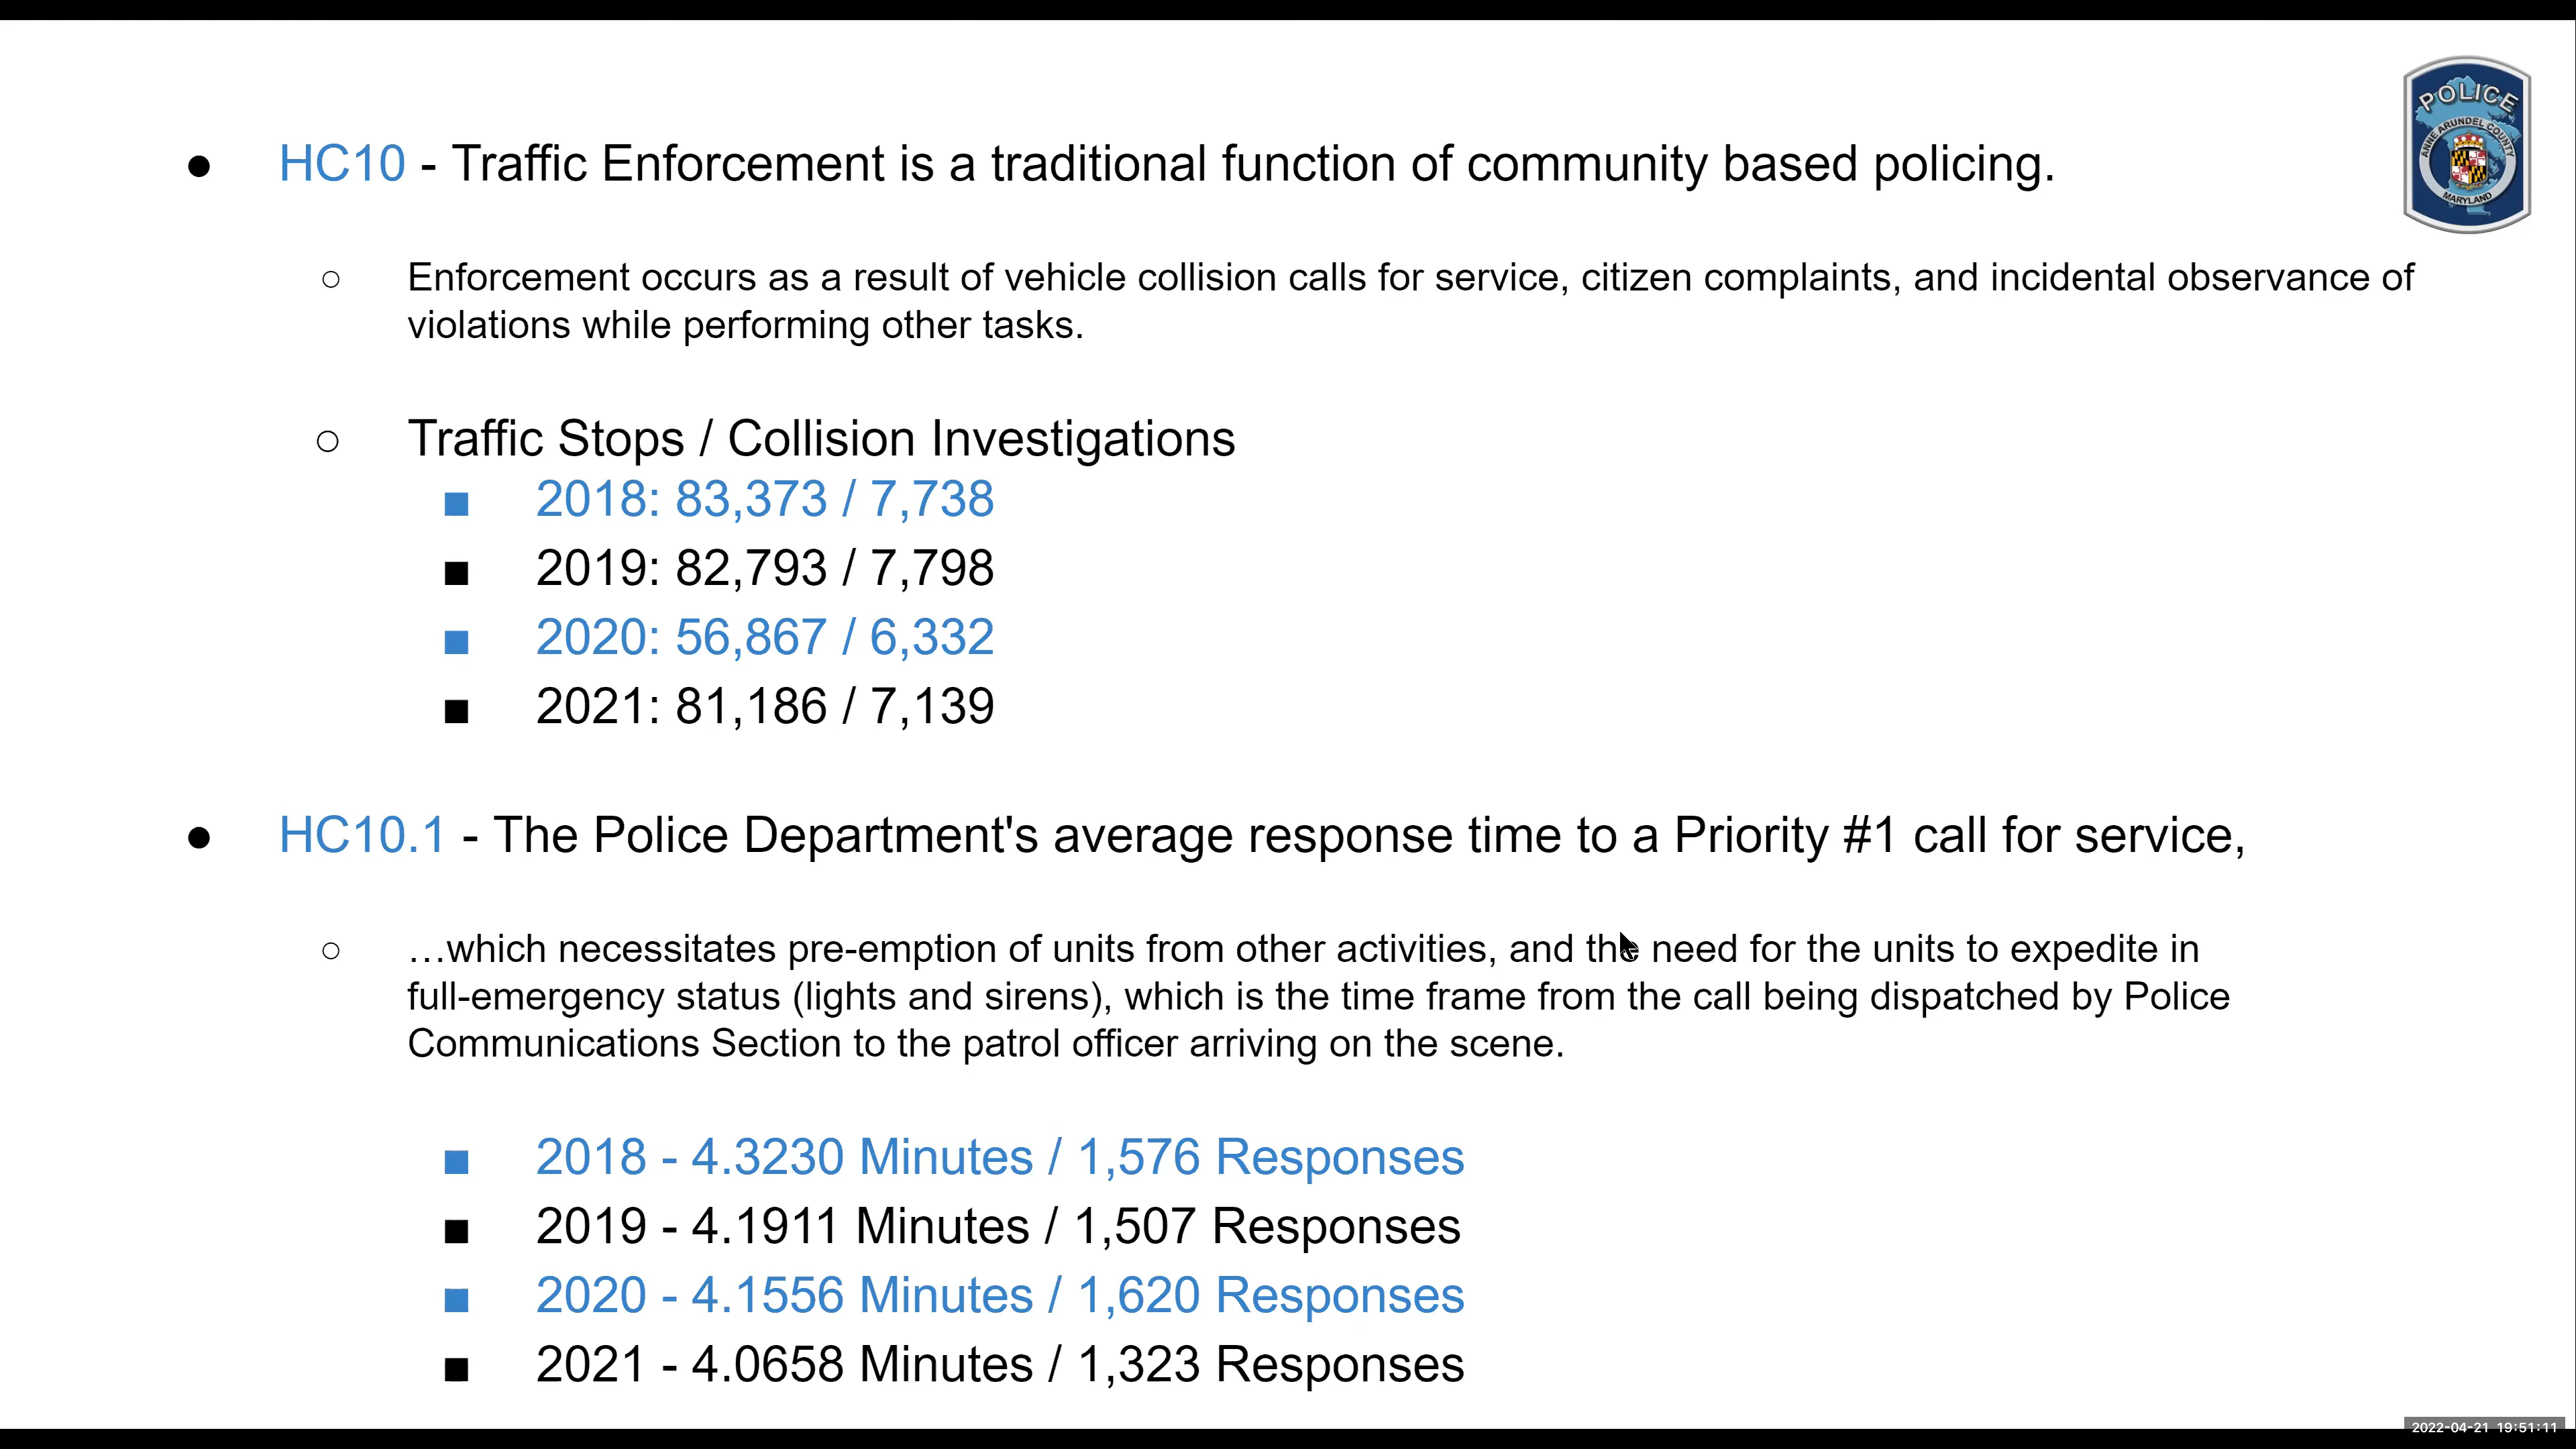 POLICE
ANNE ARUNDEL COUNTY
MARYLAND
● HC10 - Traffic Enforcement is a traditional function of community based policing.
○ Enforcement occurs as a result of vehicle collision calls for service, citizen complaints, and incidental observance of
violations while performing other tasks.
○ Traffic Stops / Collision Investigations
■ 2018: 83,373 / 7,738
■ 2019: 82,793 / 7,798
■ 2020: 56,867 / 6,332
■ 2021: 81,186 / 7,139
● HC10.1 - The Police Department's average response time to a Priority #1 call for service,
○ …which necessitates pre-emption of units from other activities, and the need for the units to expedite in
full-emergency status (lights and sirens), which is the time frame from the call being dispatched by Police
Communications Section to the patrol officer arriving on the scene.
■ 2018 - 4.3230 Minutes / 1,576 Responses
■ 2019 - 4.1911 Minutes / 1,507 Responses
■ 2020 - 4.1556 Minutes / 1,620 Responses
■ 2021 - 4.0658 Minutes / 1,323 Responses
2022-04-21 19:51:11